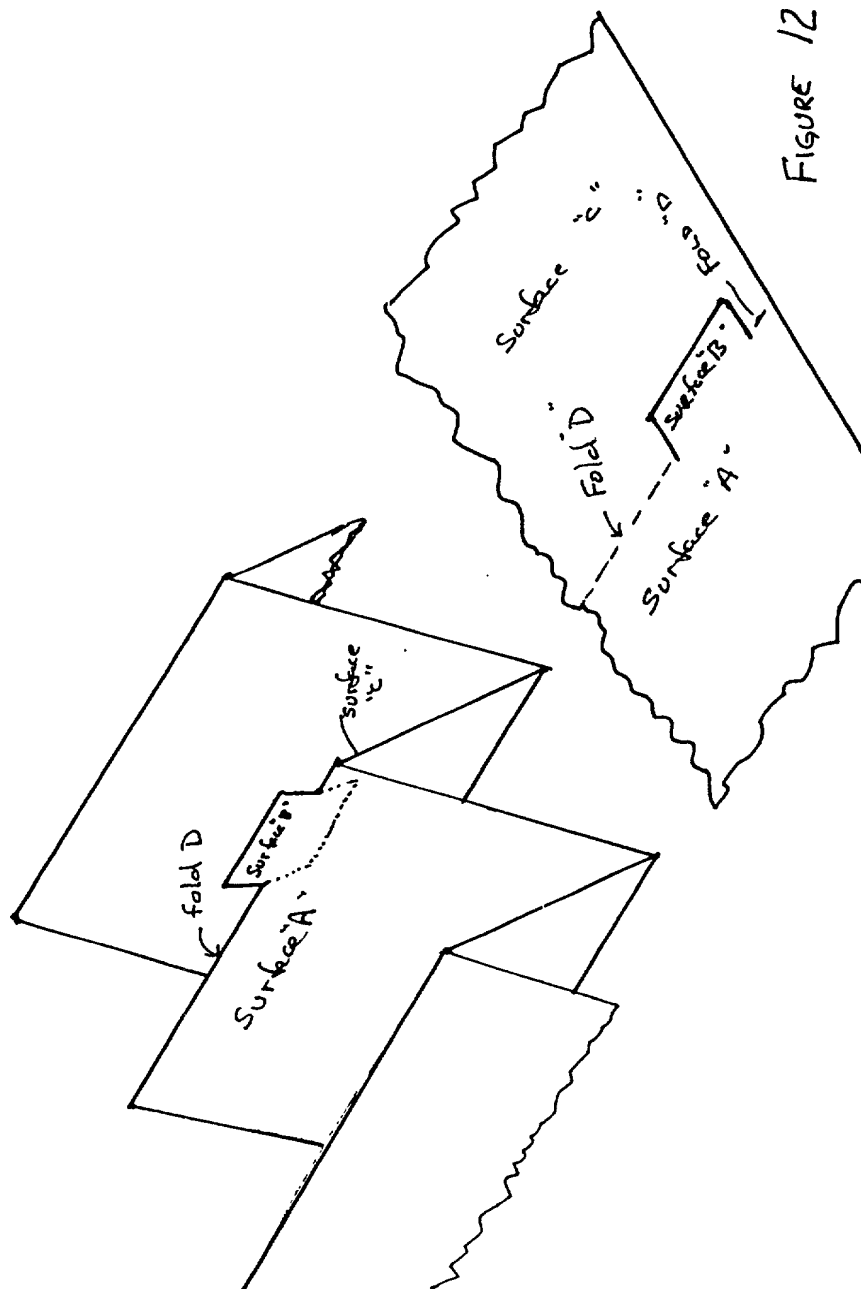 fold D
Surface "A"
Surface "B"
surface
"c"
Fold "D"
Surface "C"
Fold "D"
Surface "B"
Surface "A"
FIGURE 12